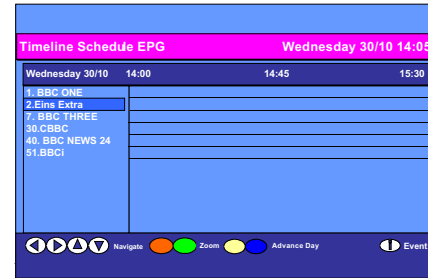 Timeline Schedule EPG Wednesday 30/10 14:05
Wednesday 30/10 14:00 14:45 15:30
1. BBC ONE
2.Eins Extra
7. BBC THREE
30.CBBC
40. BBC NEWS 24
51.BBCi
Navigate Zoom Advance Day Event